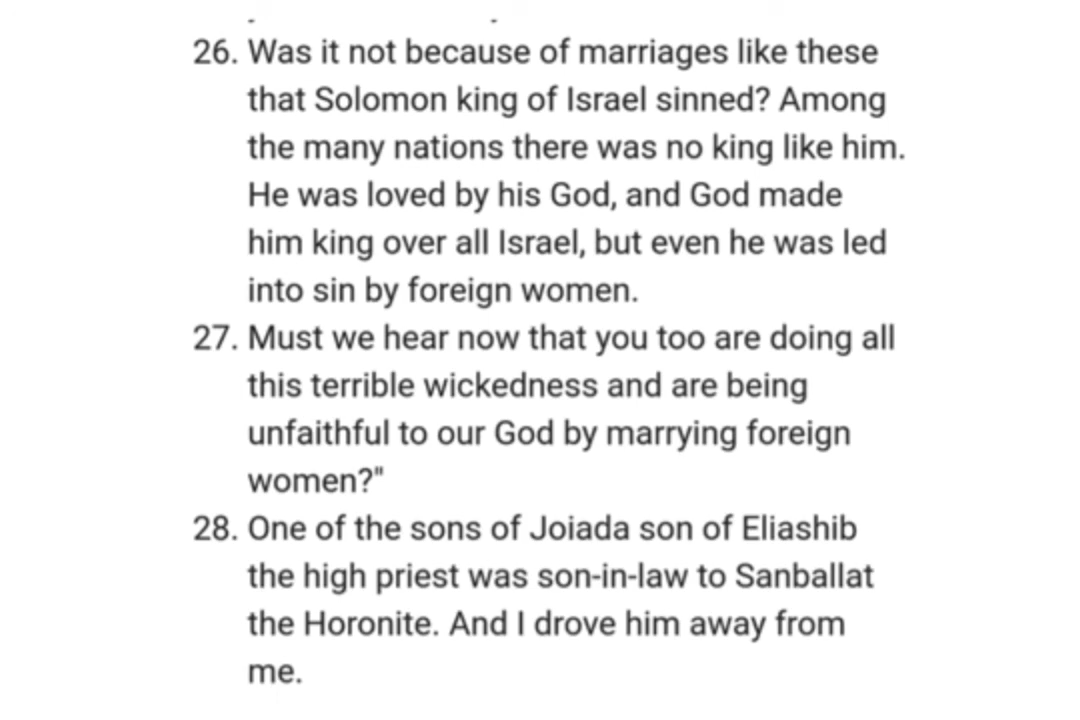 26. Was it not because of marriages like these
that Solomon king of Israel sinned? Among
the many nations there was no king like him.
He was loved by his God, and God made
him king over all Israel, but even he was led
into sin by foreign women.
27. Must we hear now that you too are doing all
this terrible wickedness and are being
unfaithful to our God by marrying foreign
women?"
28. One of the sons of Joiada son of Eliashib
the high priest was son-in-law to Sanballat
the Horonite. And I drove him away from
me.